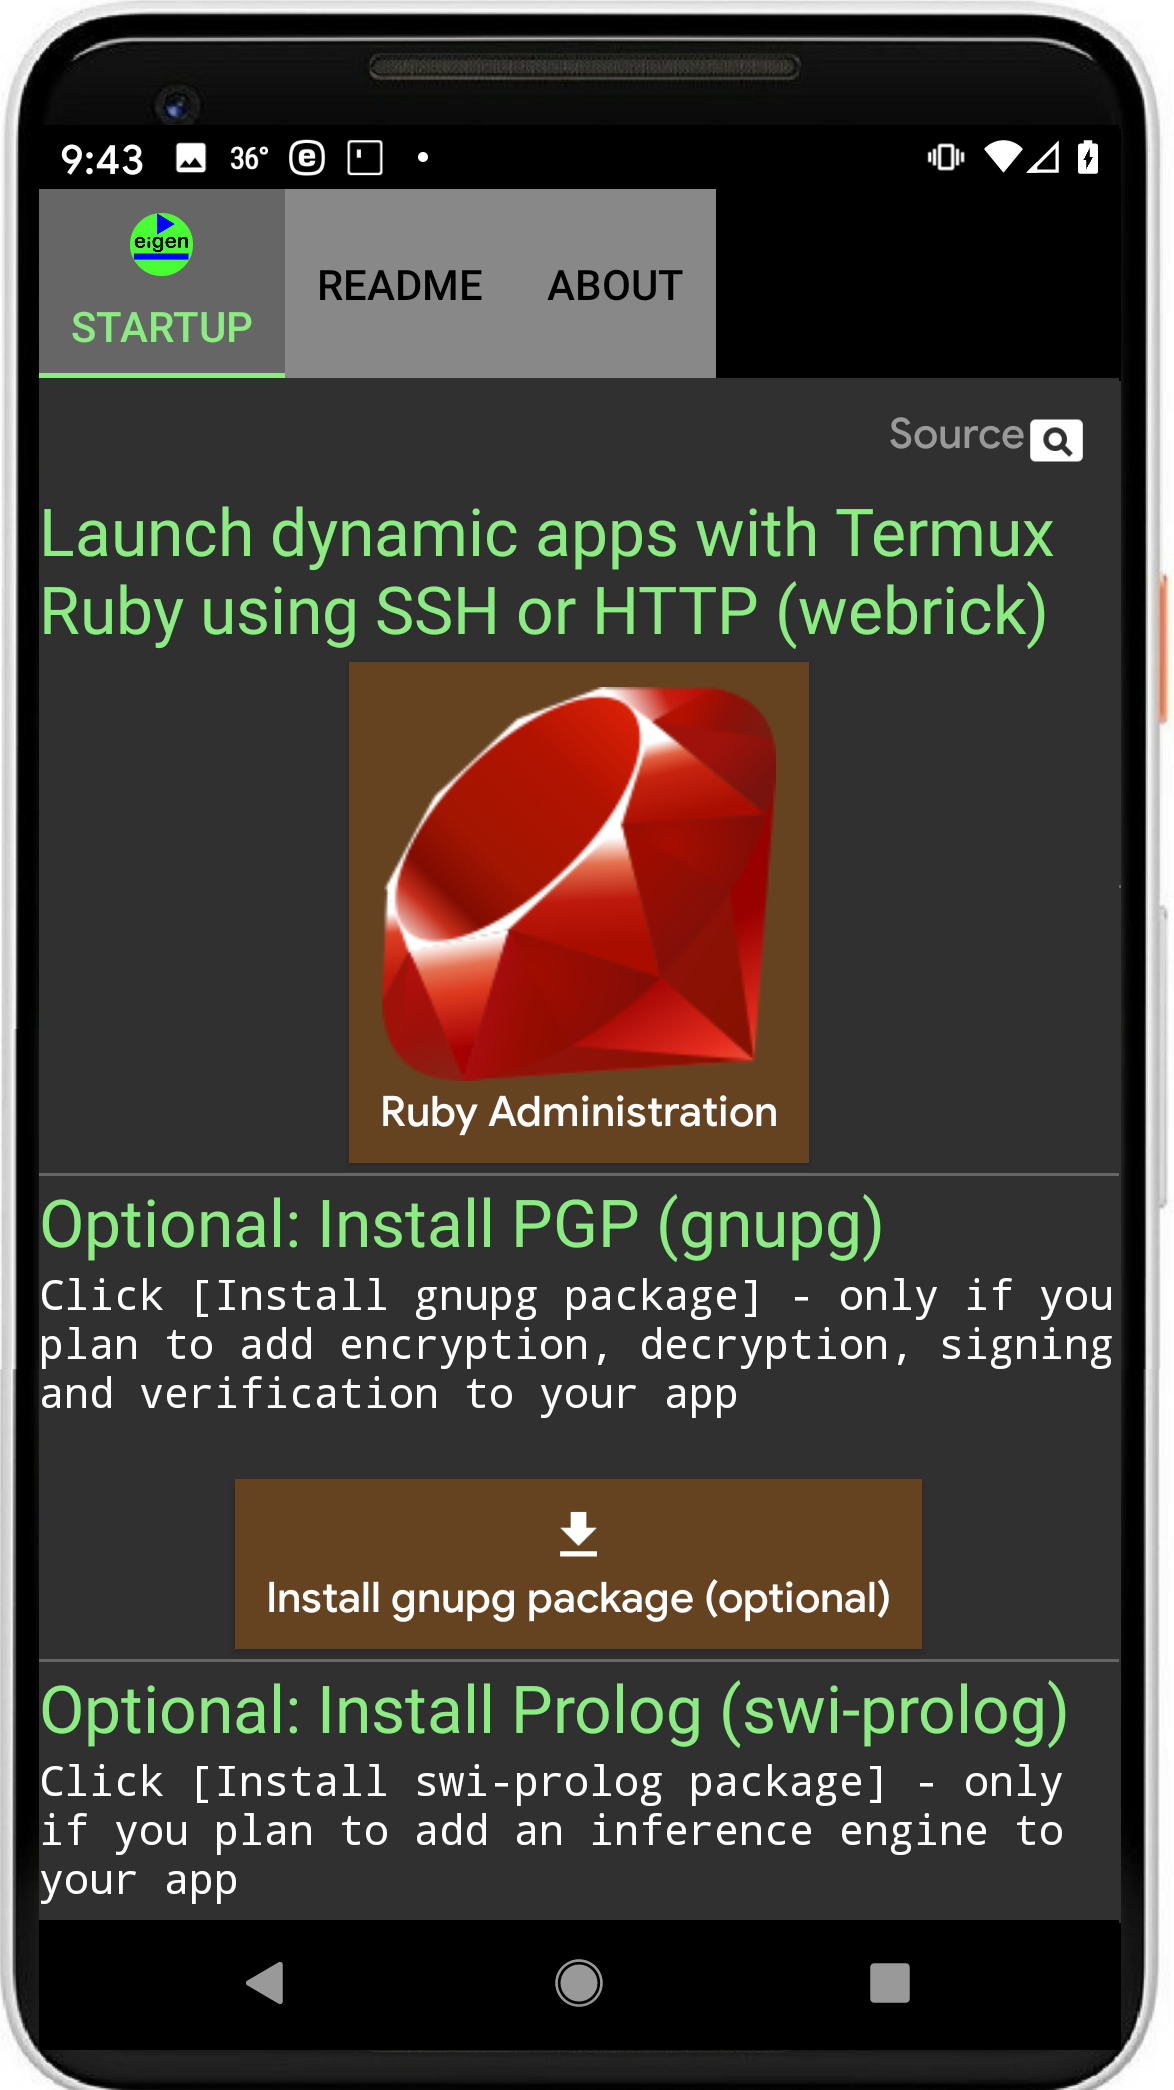 9:43 36°
eigen
STARTUP README ABOUT
Source
Launch dynamic apps with Termux
Ruby using SSH or HTTP (webrick)
Ruby Administration
Optional: Install PGP (gnupg)
Click [Install gnupg package] - only if you
plan to add encryption, decryption, signing
and verification to your app
Install gnupg package (optional)
Optional: Install Prolog (swi-prolog)
Click [Install swi-prolog package] - only
if you plan to add an inference engine to
your app